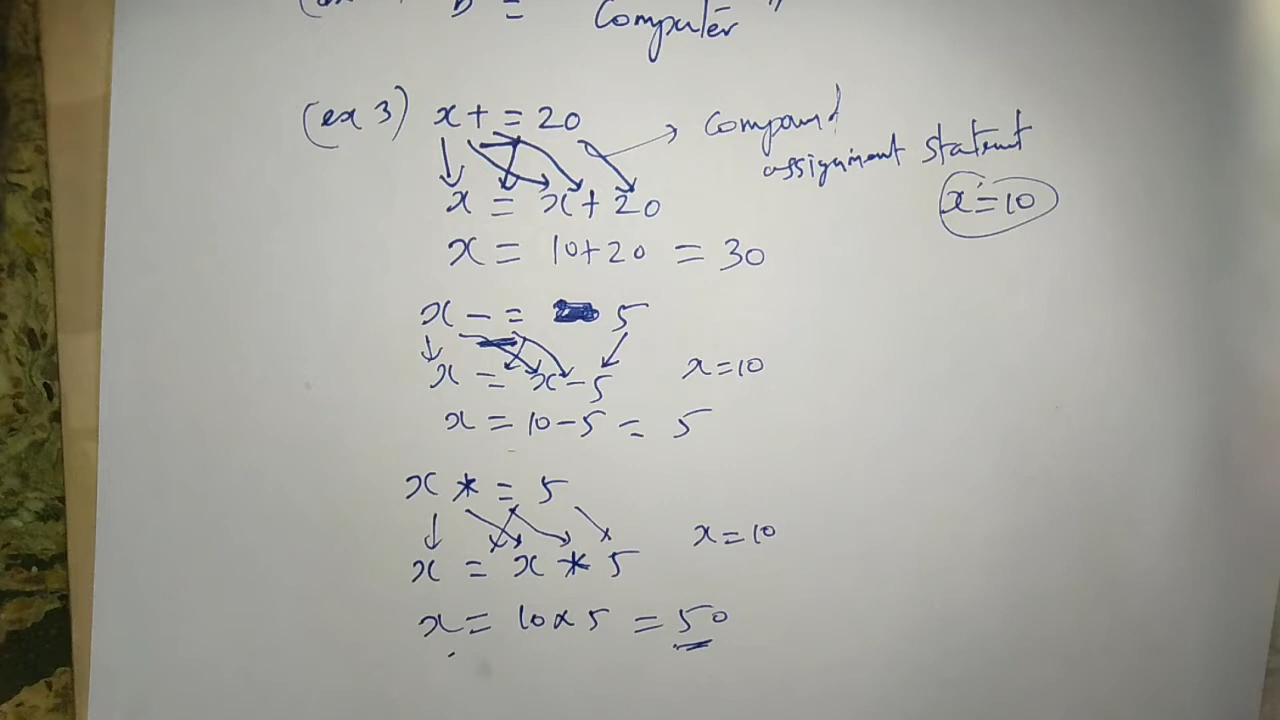 b = Computer "
(ex 3) x + = 20 → compound
assignment statement
x = x + 20
x = 10
x = 10 + 20 = 30
x - = 5
x = x - 5 x = 10
x = 10 - 5 = 5
x * = 5
x = 10
x = x * 5
x = 10 x 5 = 50